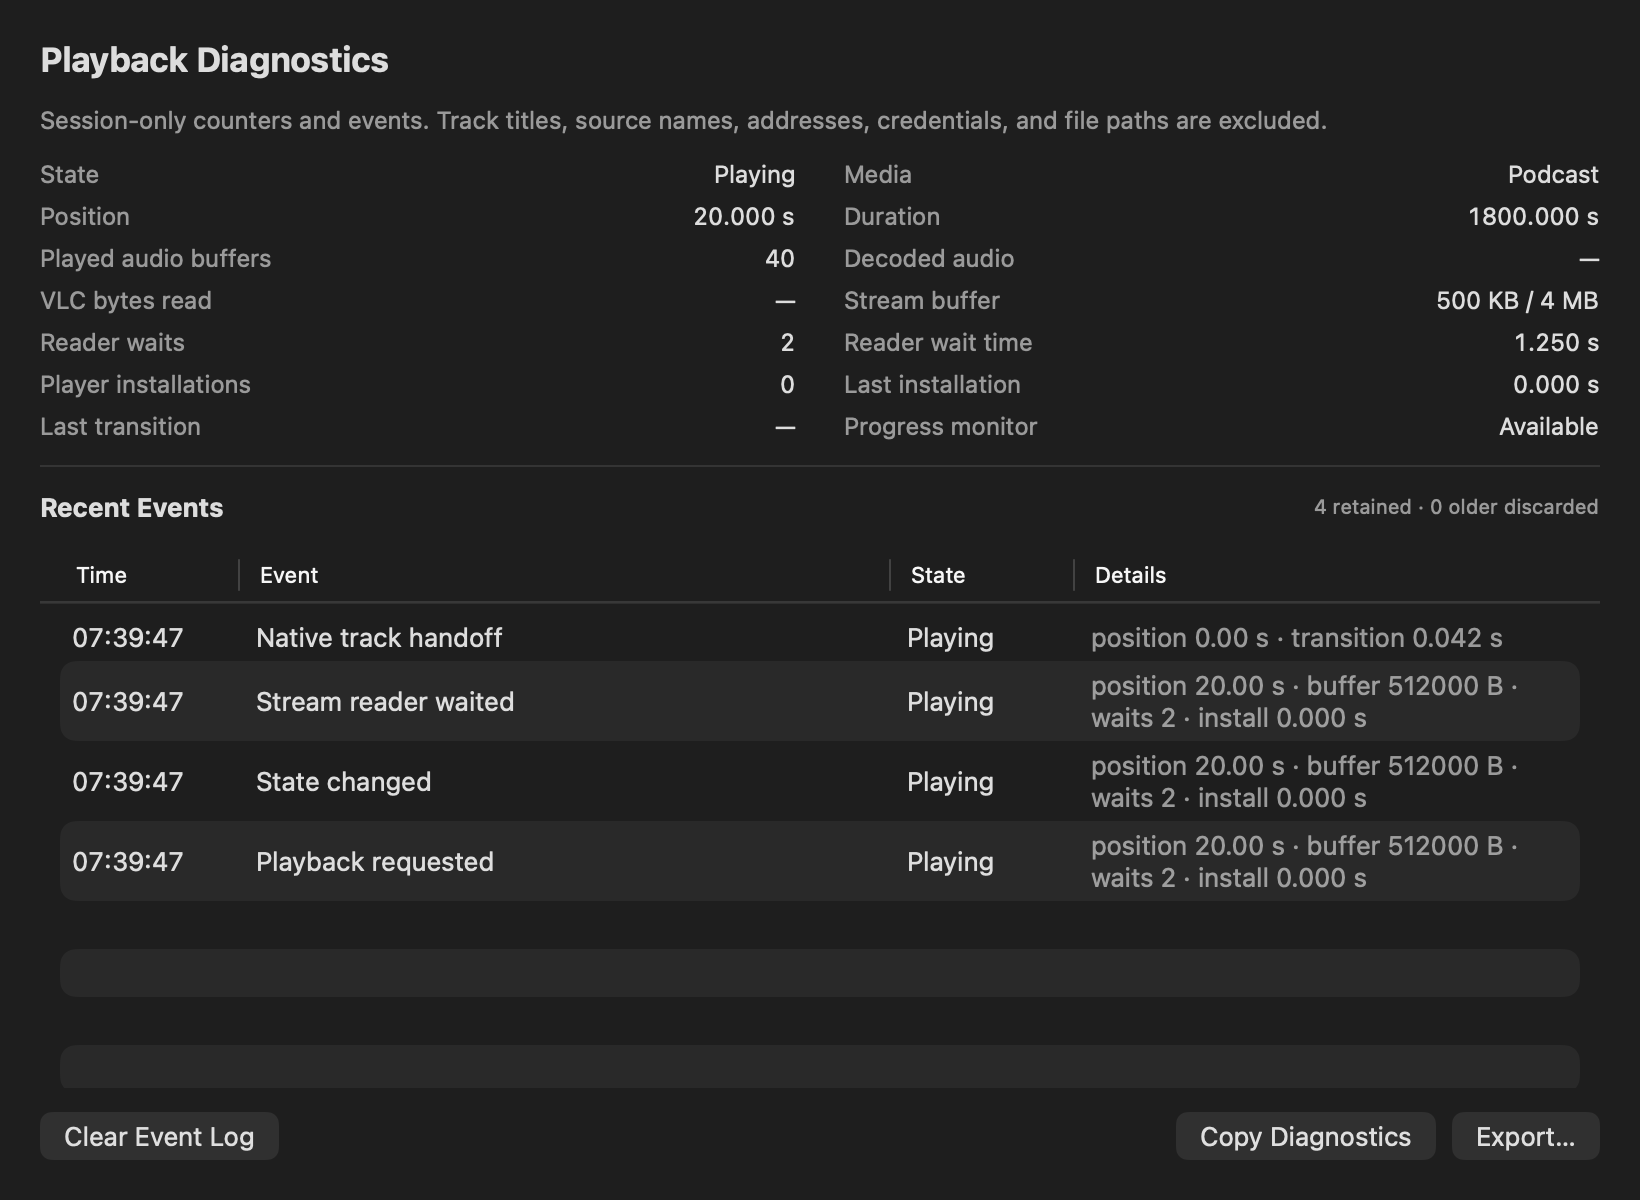 Playback Diagnostics
Session-only counters and events. Track titles, source names, addresses, credentials, and file paths are excluded.
State Playing Media Podcast
Position 20.000 s Duration 1800.000 s
Played audio buffers 40 Decoded audio —
VLC bytes read — Stream buffer 500 KB / 4 MB
Reader waits 2 Reader wait time 1.250 s
Player installations 0 Last installation 0.000 s
Last transition — Progress monitor Available
Recent Events 4 retained · 0 older discarded
Time Event State Details
07:39:47 Native track handoff Playing position 0.00 s · transition 0.042 s
07:39:47 Stream reader waited Playing position 20.00 s · buffer 512000 B ·
waits 2 · install 0.000 s
07:39:47 State changed Playing position 20.00 s · buffer 512000 B ·
waits 2 · install 0.000 s
07:39:47 Playback requested Playing position 20.00 s · buffer 512000 B ·
waits 2 · install 0.000 s
Clear Event Log Copy Diagnostics Export...